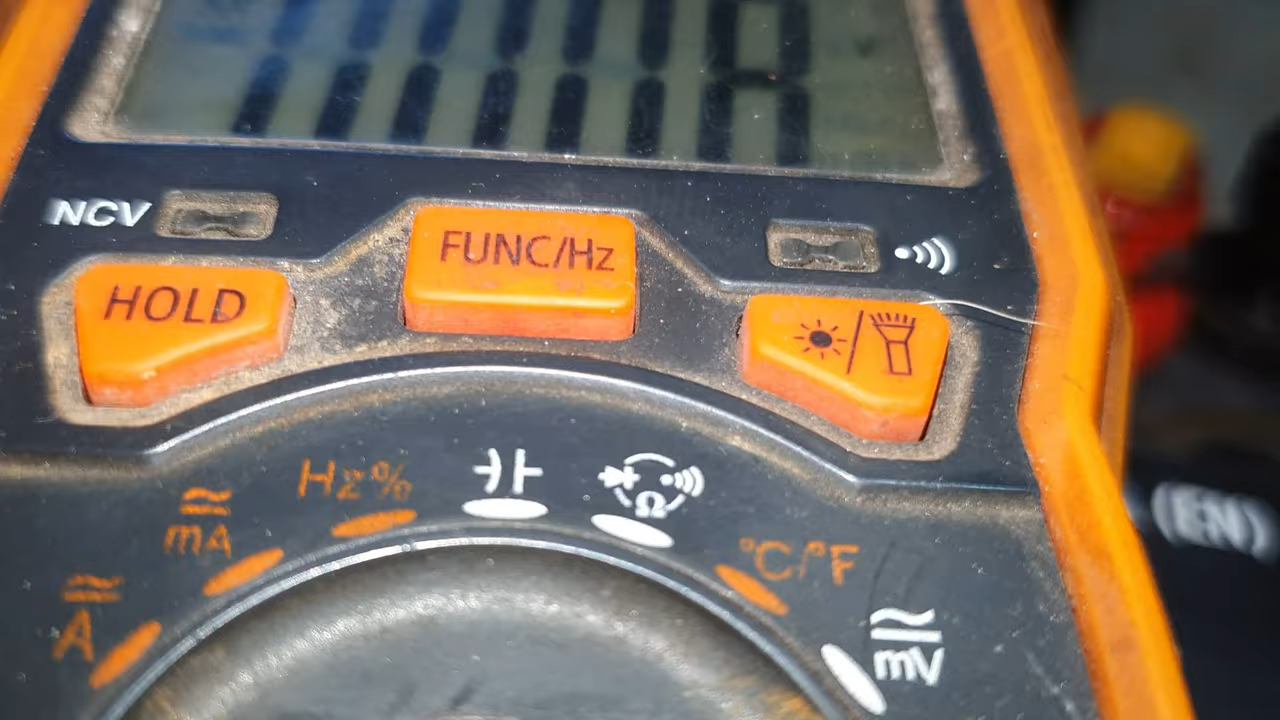 NCV
FUNC/Hz
HOLD
Hz%
mA
°C/°F
A
mV
Ω
(EN)